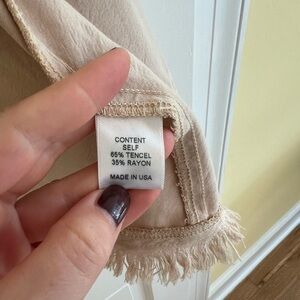 CONTENT
SELF
65% TENCEL
35% RAYON
MADE IN USA